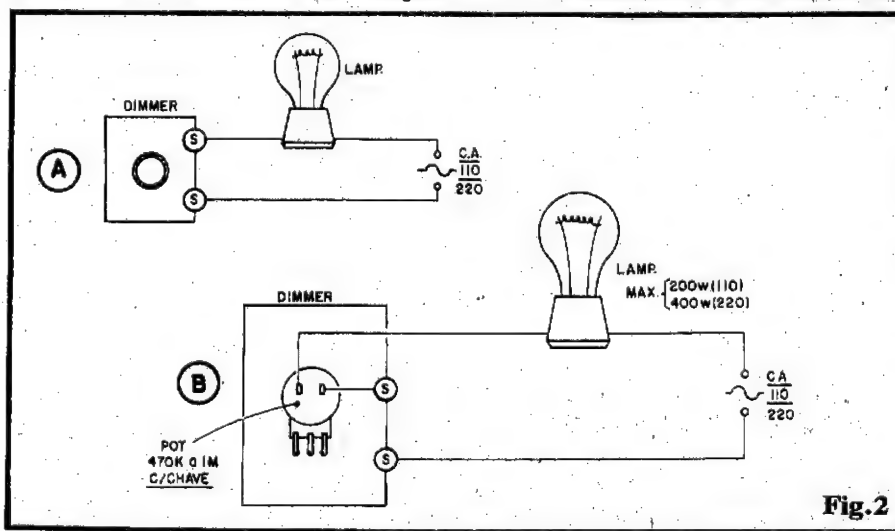 LAMP.
DIMMER
S
A
C.A.
110
220
S
LAMP.
MAX. 200w(110)
400w(220)
DIMMER
B
S
C.A
110
220
POT
470K a 1M
C/CHAVE
S
Fig.2